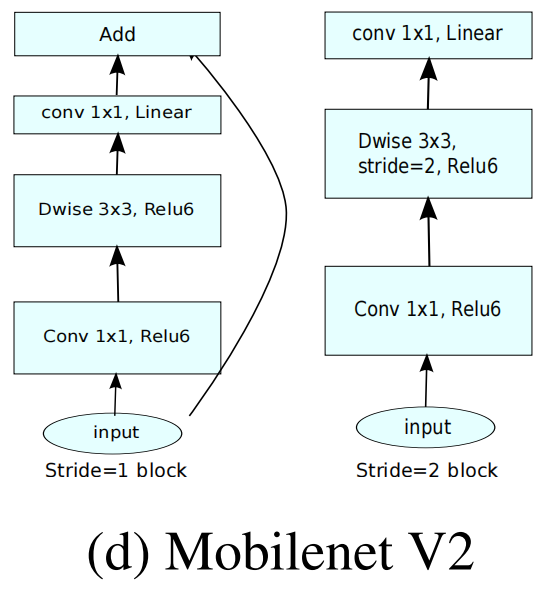 Add
conv 1x1, Linear
Dwise 3x3, Relu6
Conv 1x1, Relu6
input
Stride=1 block
conv 1x1, Linear
Dwise 3x3,
stride=2, Relu6
Conv 1x1, Relu6
input
Stride=2 block
(d) Mobilenet V2